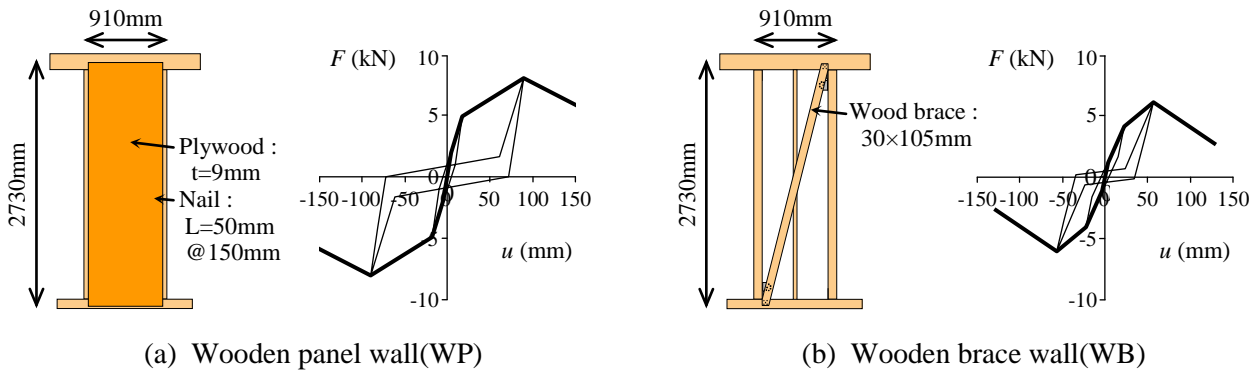 910mm
2730mm
Plywood :
t=9mm
Nail :
L=50mm
@150mm
F (kN)
10
5
0
-150 -100 -50 0 50 100 150
-5
u (mm)
-10
(a) Wooden panel wall(WP)
910mm
2730mm
Wood brace :
30×105mm
F (kN)
10
5
0
-150 -100 -50 0 50 100 150
-5
u (mm)
-10
(b) Wooden brace wall(WB)